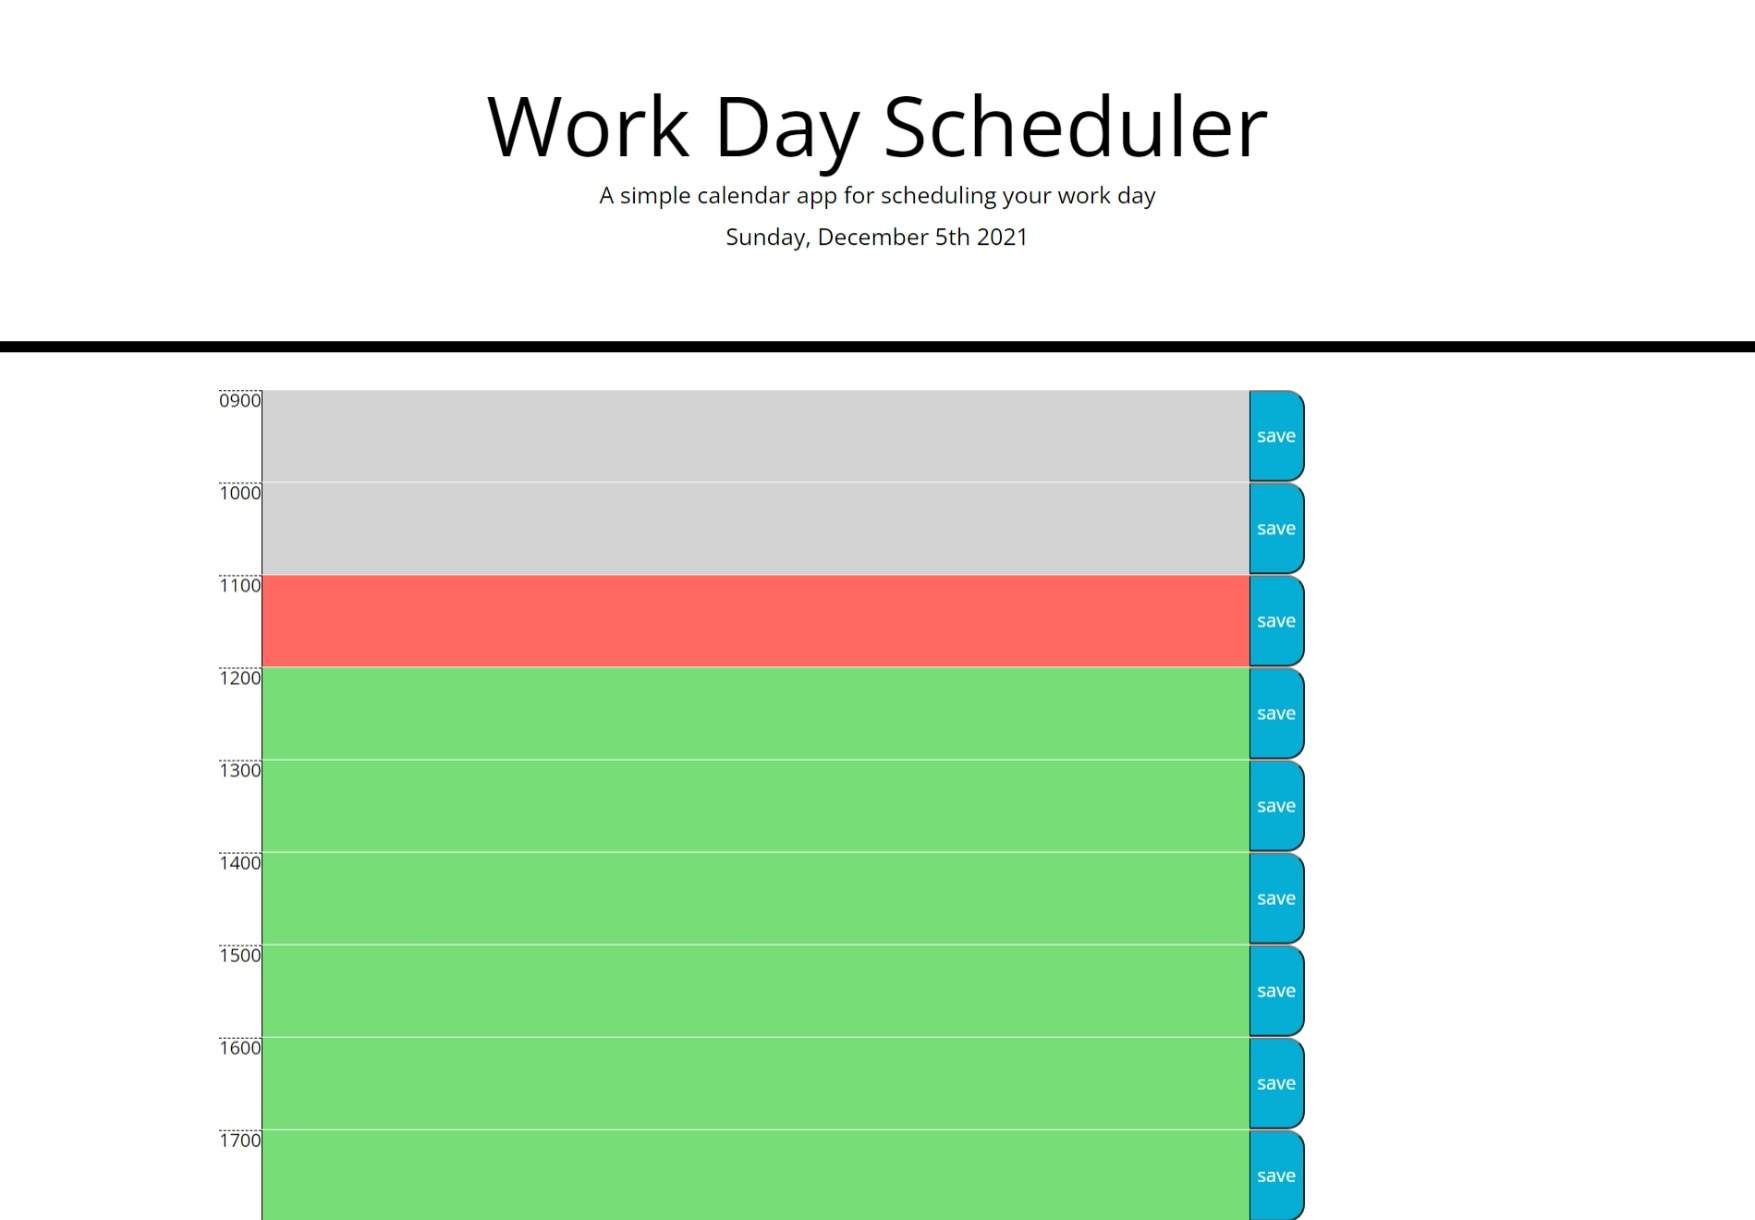 Work Day Scheduler
A simple calendar app for scheduling your work day
Sunday, December 5th 2021
0900
save
1000
save
1100
save
1200
save
1300
save
1400
save
1500
save
1600
save
1700
save